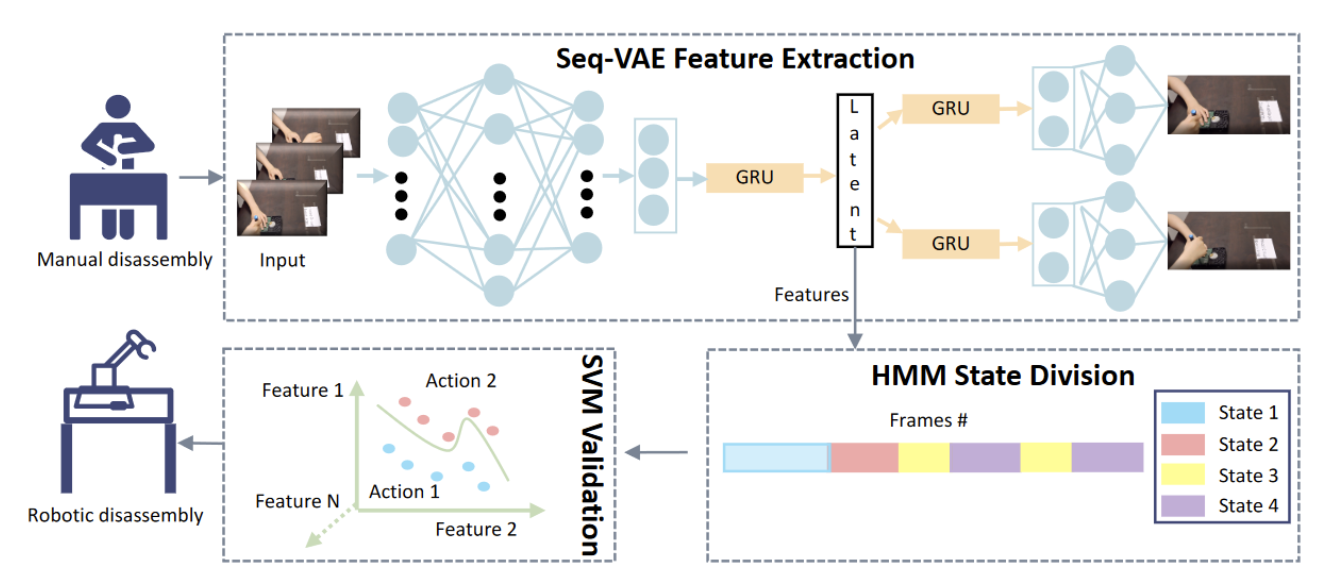 Seq-VAE Feature Extraction
Manual disassembly
Input
GRU
Latent
GRU
GRU
Features
HMM State Division
Frames #
State 1
State 2
State 3
State 4
SVM Validation
Feature 1
Action 2
Action 1
Feature N
Feature 2
Robotic disassembly